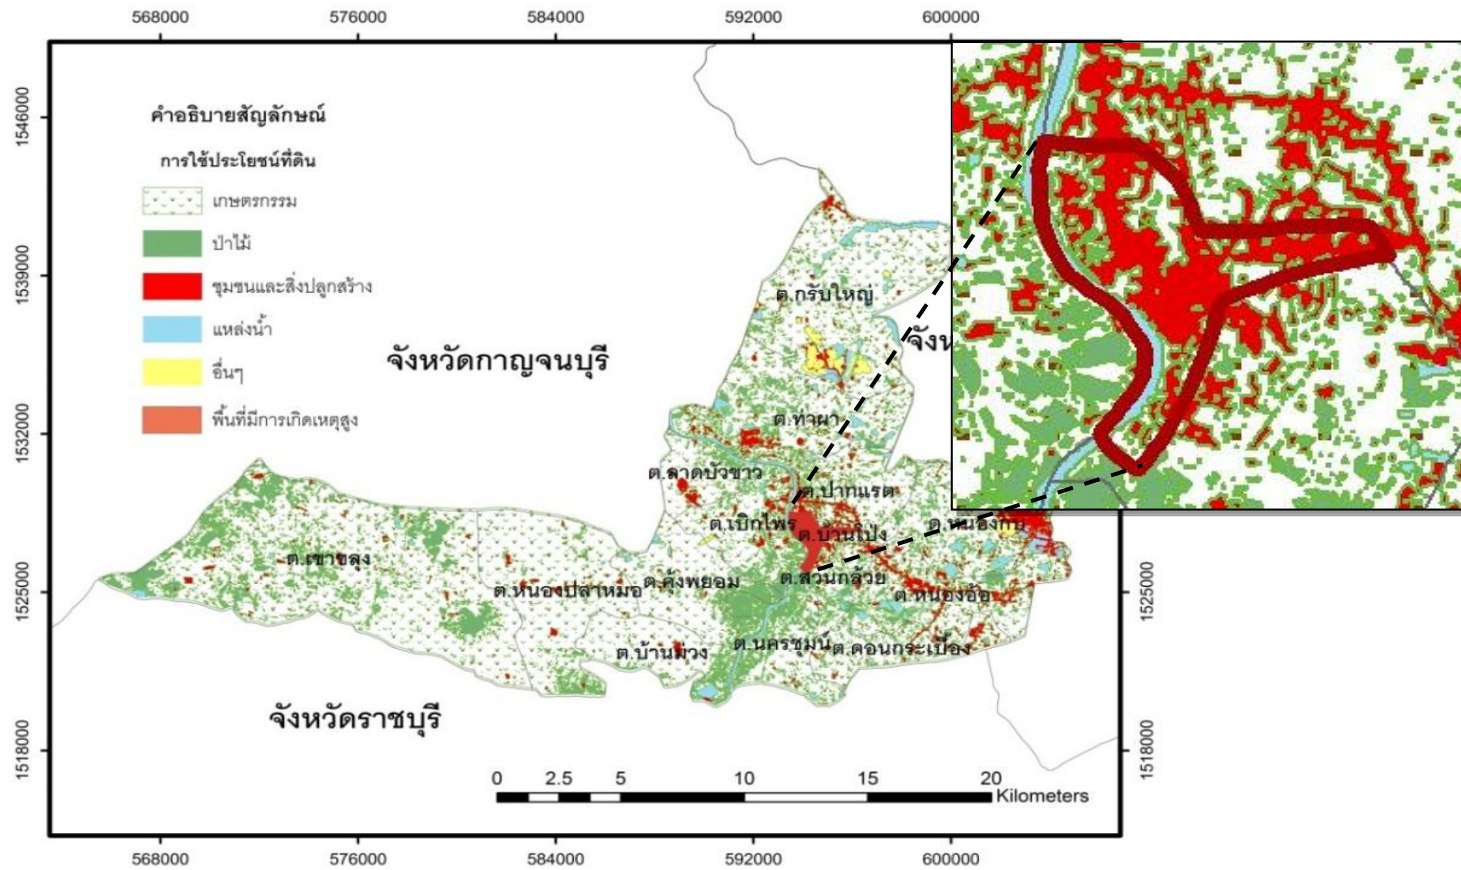 568000 576000 584000 592000 600000
1546000
1539000
1532000
1525000
1518000
คำอธิบายสัญลักษณ์
การใช้ประโยชน์ที่ดิน
เกษตรกรรม
ป่าไม้
ชุมชนและสิ่งปลูกสร้าง
แหล่งน้ำ
อื่นๆ
พื้นที่มีการเกิดเหตุสูง
จังหวัดกาญจนบุรี
จังห
ต.กรับใหญ่
ต.ท่าผา
ต.ลาดบัวขาว
ต.ปากแรต
ต.เบิกไพร
ต.บ้านโป่ง
ต.หนองกบ
ต.เขาขลุง
ต.หนองปลาหมอ
ต.คุ้งพยอม
ต.สวนกล้วย
ต.หนองอ้อ
ต.บ้านม่วง
ต.นครชุมน์
ต.ดอนกระเบื้อง
จังหวัดราชบุรี
1525000
1518000
0 2.5 5 10 15 20
Kilometers
568000 576000 584000 592000 600000